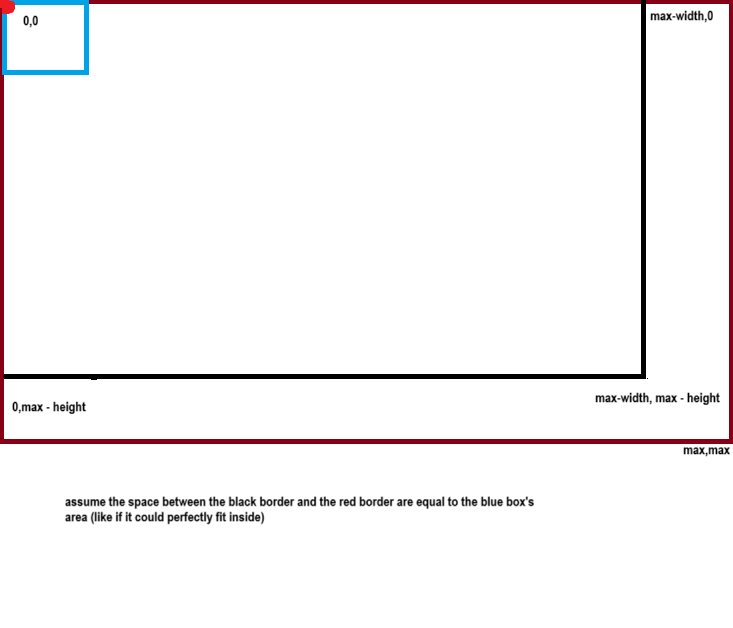 0,0
max-width,0
0,max - height
max-width, max - height
max,max
assume the space between the black border and the red border are equal to the blue box's
area (like if it could perfectly fit inside)